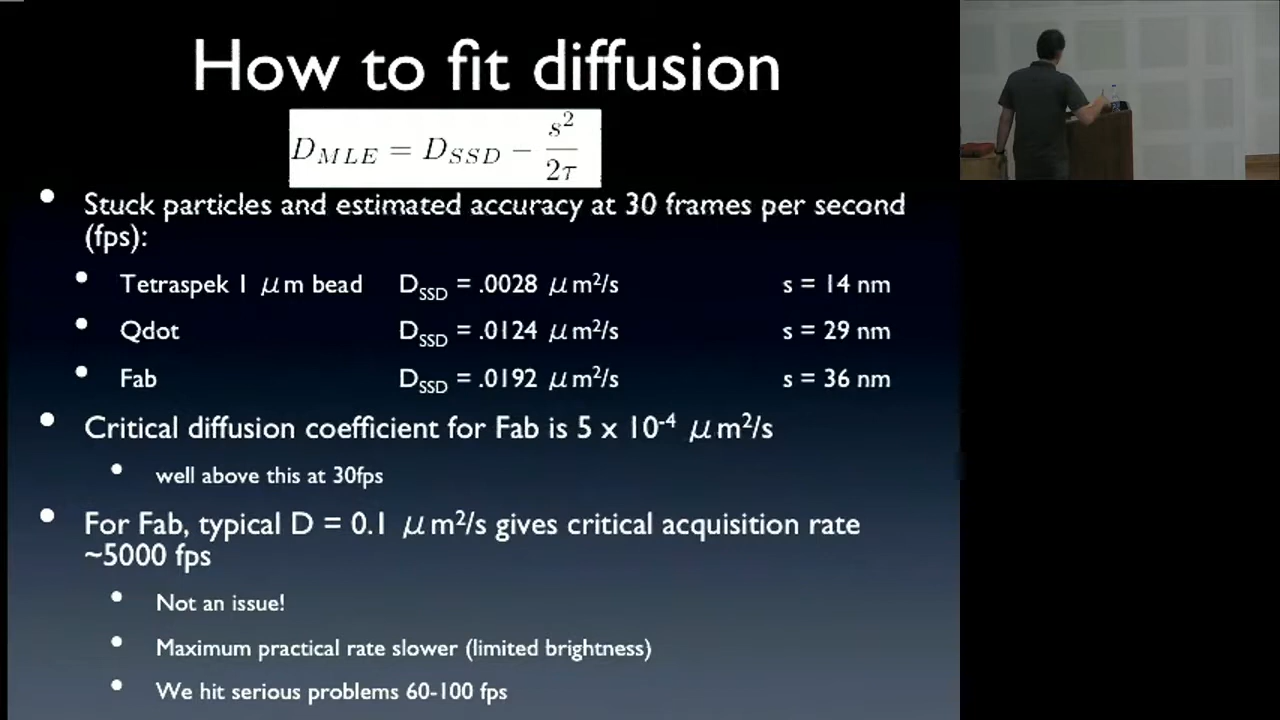 How to fit diffusion
D_MLE = D_SSD − s²/2τ
• Stuck particles and estimated accuracy at 30 frames per second
(fps):
• Tetraspek 1 μm bead D_SSD = .0028 μm²/s s = 14 nm
• Qdot D_SSD = .0124 μm²/s s = 29 nm
• Fab D_SSD = .0192 μm²/s s = 36 nm
• Critical diffusion coefficient for Fab is 5 x 10⁻⁴ μm²/s
• well above this at 30fps
• For Fab, typical D = 0.1 μm²/s gives critical acquisition rate
~5000 fps
• Not an issue!
• Maximum practical rate slower (limited brightness)
• We hit serious problems 60-100 fps